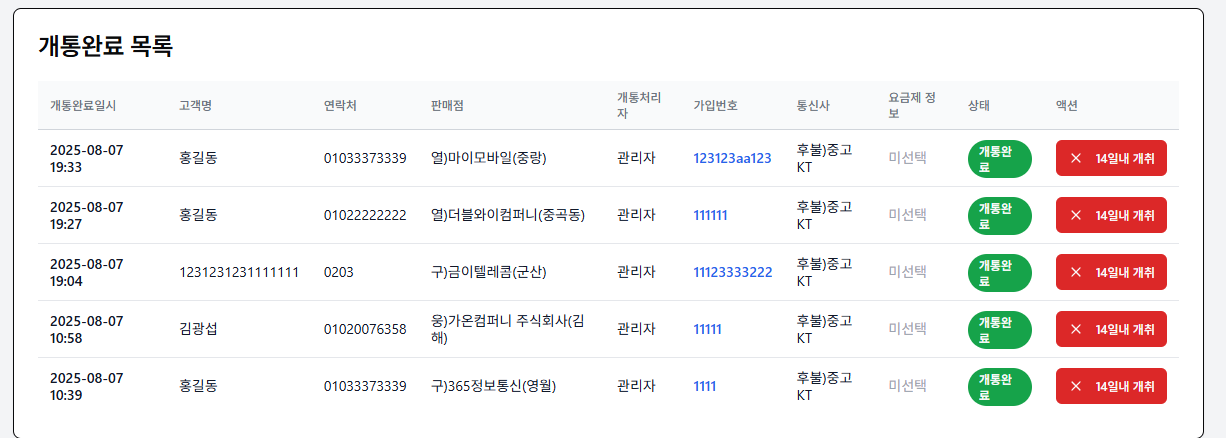 개통완료 목록
개통완료일시 고객명 연락처 판매점 개통처리자 가입번호 통신사 요금제 정보 상태 액션
2025-08-07 19:33 홍길동 01033373339 열)마이모바일(중랑) 관리자 123123aa123 후불)중고KT 미선택 개통완료 × 14일내 개취
2025-08-07 19:27 홍길동 01022222222 열)더블와이컴퍼니(중곡동) 관리자 111111 후불)중고KT 미선택 개통완료 × 14일내 개취
2025-08-07 19:04 1231231231111111 0203 구)금이텔레콤(군산) 관리자 11123333222 후불)중고KT 미선택 개통완료 × 14일내 개취
2025-08-07 10:58 김광섭 01020076358 웅)가온컴퍼니 주식회사(김해) 관리자 11111 후불)중고KT 미선택 개통완료 × 14일내 개취
2025-08-07 10:39 홍길동 01033373339 구)365정보통신(영월) 관리자 1111 후불)중고KT 미선택 개통완료 × 14일내 개취